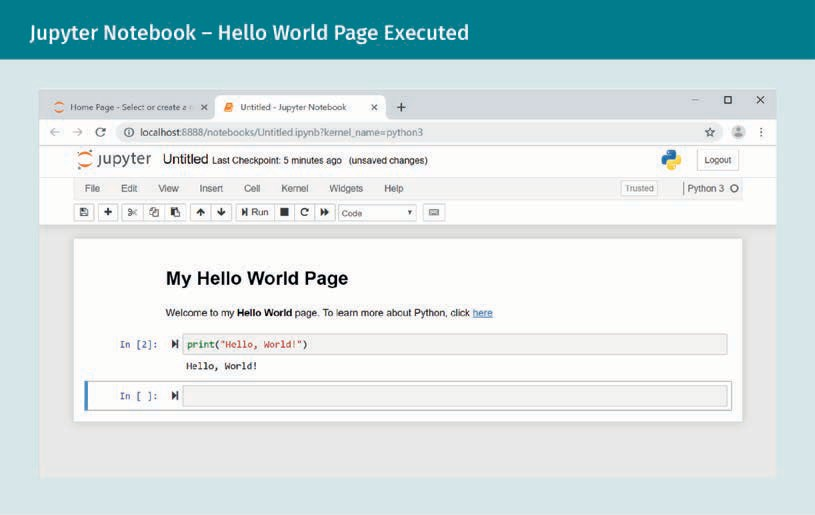 Jupyter Notebook – Hello World Page Executed
Home Page - Select or create a n
Untitled - Jupyter Notebook
localhost:8888/notebooks/Untitled.ipynb?kernel_name=python3
jupyter Untitled Last Checkpoint: 5 minutes ago (unsaved changes) Logout
File Edit View Insert Cell Kernel Widgets Help Trusted Python 3
Run Code
My Hello World Page
Welcome to my Hello World page. To learn more about Python, click here
In [2]: print("Hello, World!")
Hello, World!
In [ ]: